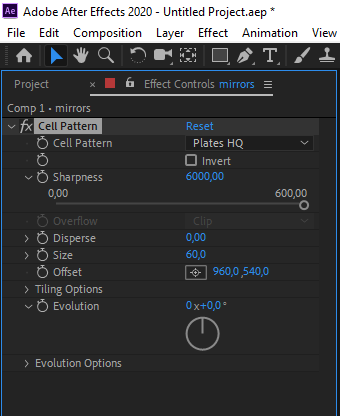 Ae Adobe After Effects 2020 - Untitled Project.aep *
File Edit Composition Layer Effect Animation View
T
Project × Effect Controls mirrors ≡
Comp 1 • mirrors
fx Cell Pattern Reset
Cell Pattern Plates HQ
Invert
Sharpness 6000,00
0,00 600,00
Overflow Clip
Disperse 0,00
Size 60,0
Offset 960,0 ,540,0
Tiling Options
Evolution 0 x +0,0 °
Evolution Options